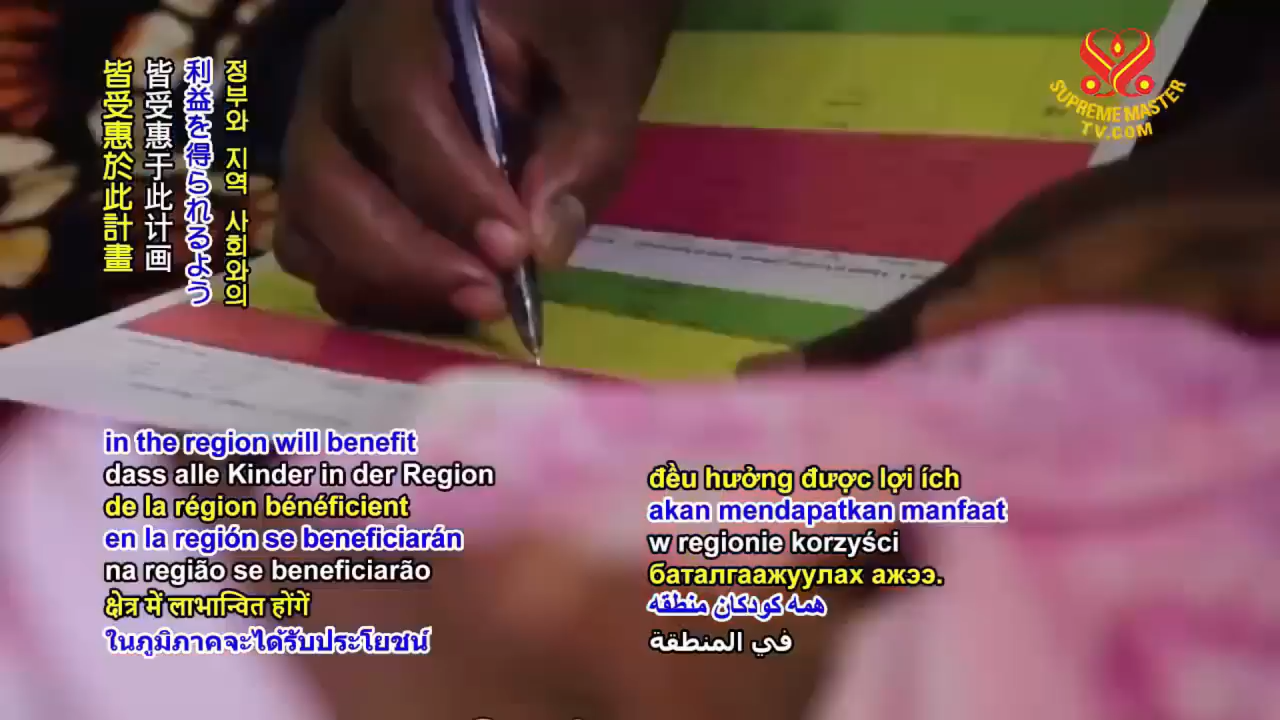 皆受惠於此計畫
皆受惠于此计画
利益を得られるよう
정부와 지역 사회와의
SUPREME MASTER
TV.COM
in the region will benefit
dass alle Kinder in der Region
de la région bénéficient
en la región se beneficiarán
na região se beneficiarão
क्षेत्र में लाभान्वित होंगें
ในภูมิภาคจะได้รับประโยชน์
đều hưởng được lợi ích
akan mendapatkan manfaat
w regionie korzyści
баталгаажуулах ажээ.
همه کودکان منطقه
في المنطقة